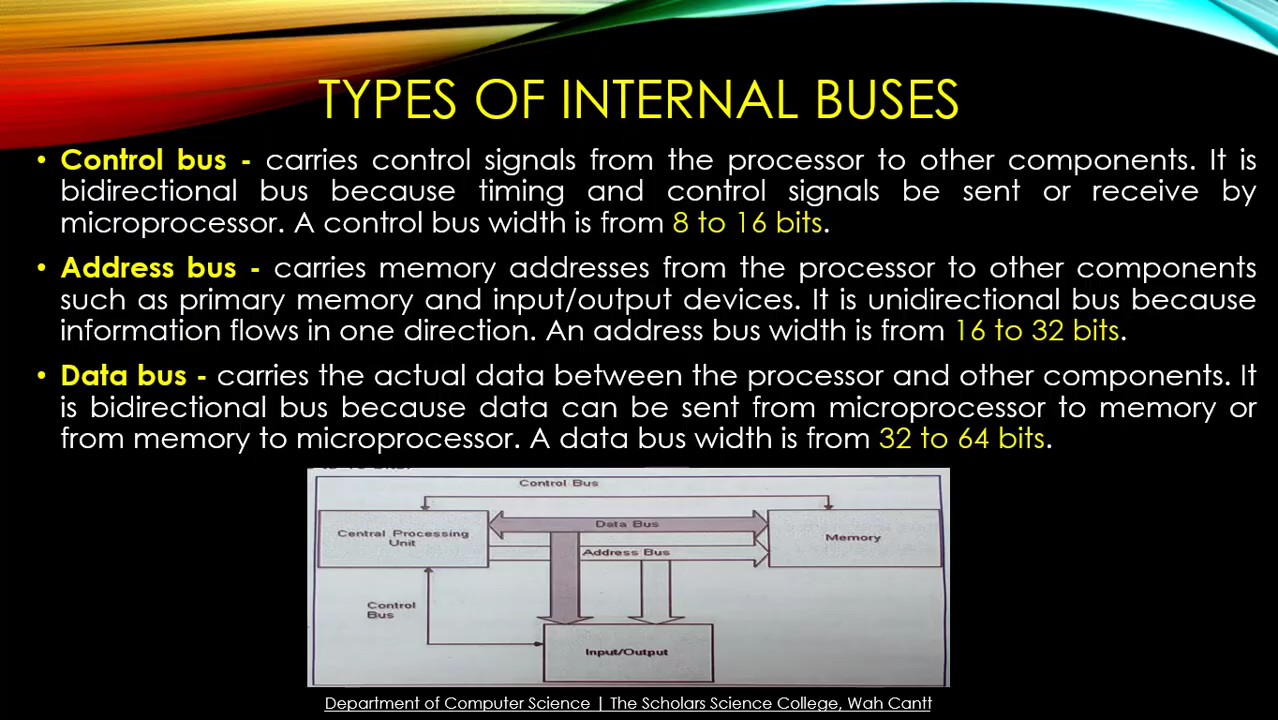 TYPES OF INTERNAL BUSES
• Control bus - carries control signals from the processor to other components. It is
bidirectional bus because timing and control signals be sent or receive by
microprocessor. A control bus width is from 8 to 16 bits.
• Address bus - carries memory addresses from the processor to other components
such as primary memory and input/output devices. It is unidirectional bus because
information flows in one direction. An address bus width is from 16 to 32 bits.
• Data bus - carries the actual data between the processor and other components. It
is bidirectional bus because data can be sent from microprocessor to memory or
from memory to microprocessor. A data bus width is from 32 to 64 bits.
Control Bus
Central Processing
Unit
Data Bus
Address Bus
Memory
Control
Bus
Input/Output
Department of Computer Science | The Scholars Science College, Wah Cantt